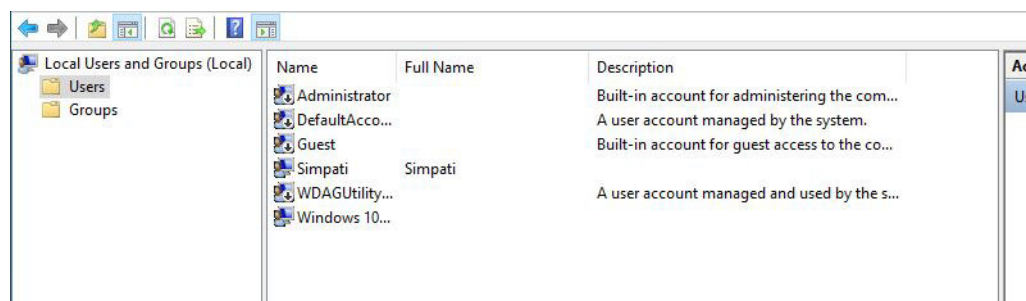 Local Users and Groups (Local)
Users
Groups
Name Full Name Description
Administrator Built-in account for administering the com...
DefaultAcco... A user account managed by the system.
Guest Built-in account for guest access to the co...
Simpati Simpati
WDAGUtility... A user account managed and used by the s...
Windows 10...
Ac
U